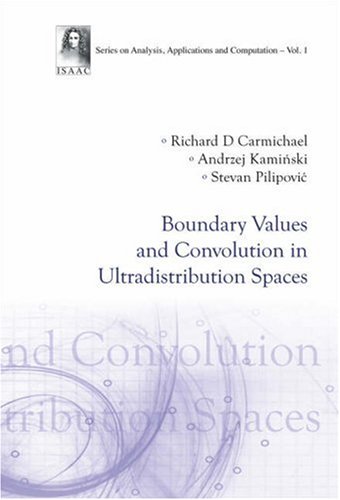 Series on Analysis, Applications and Computation – Vol. 1
ISAAC
Richard D Carmichael
Andrzej Kamiński
Stevan Pilipović
Boundary Values
and Convolution in
Ultradistribution Spaces
nd Convolution
tribution Spaces